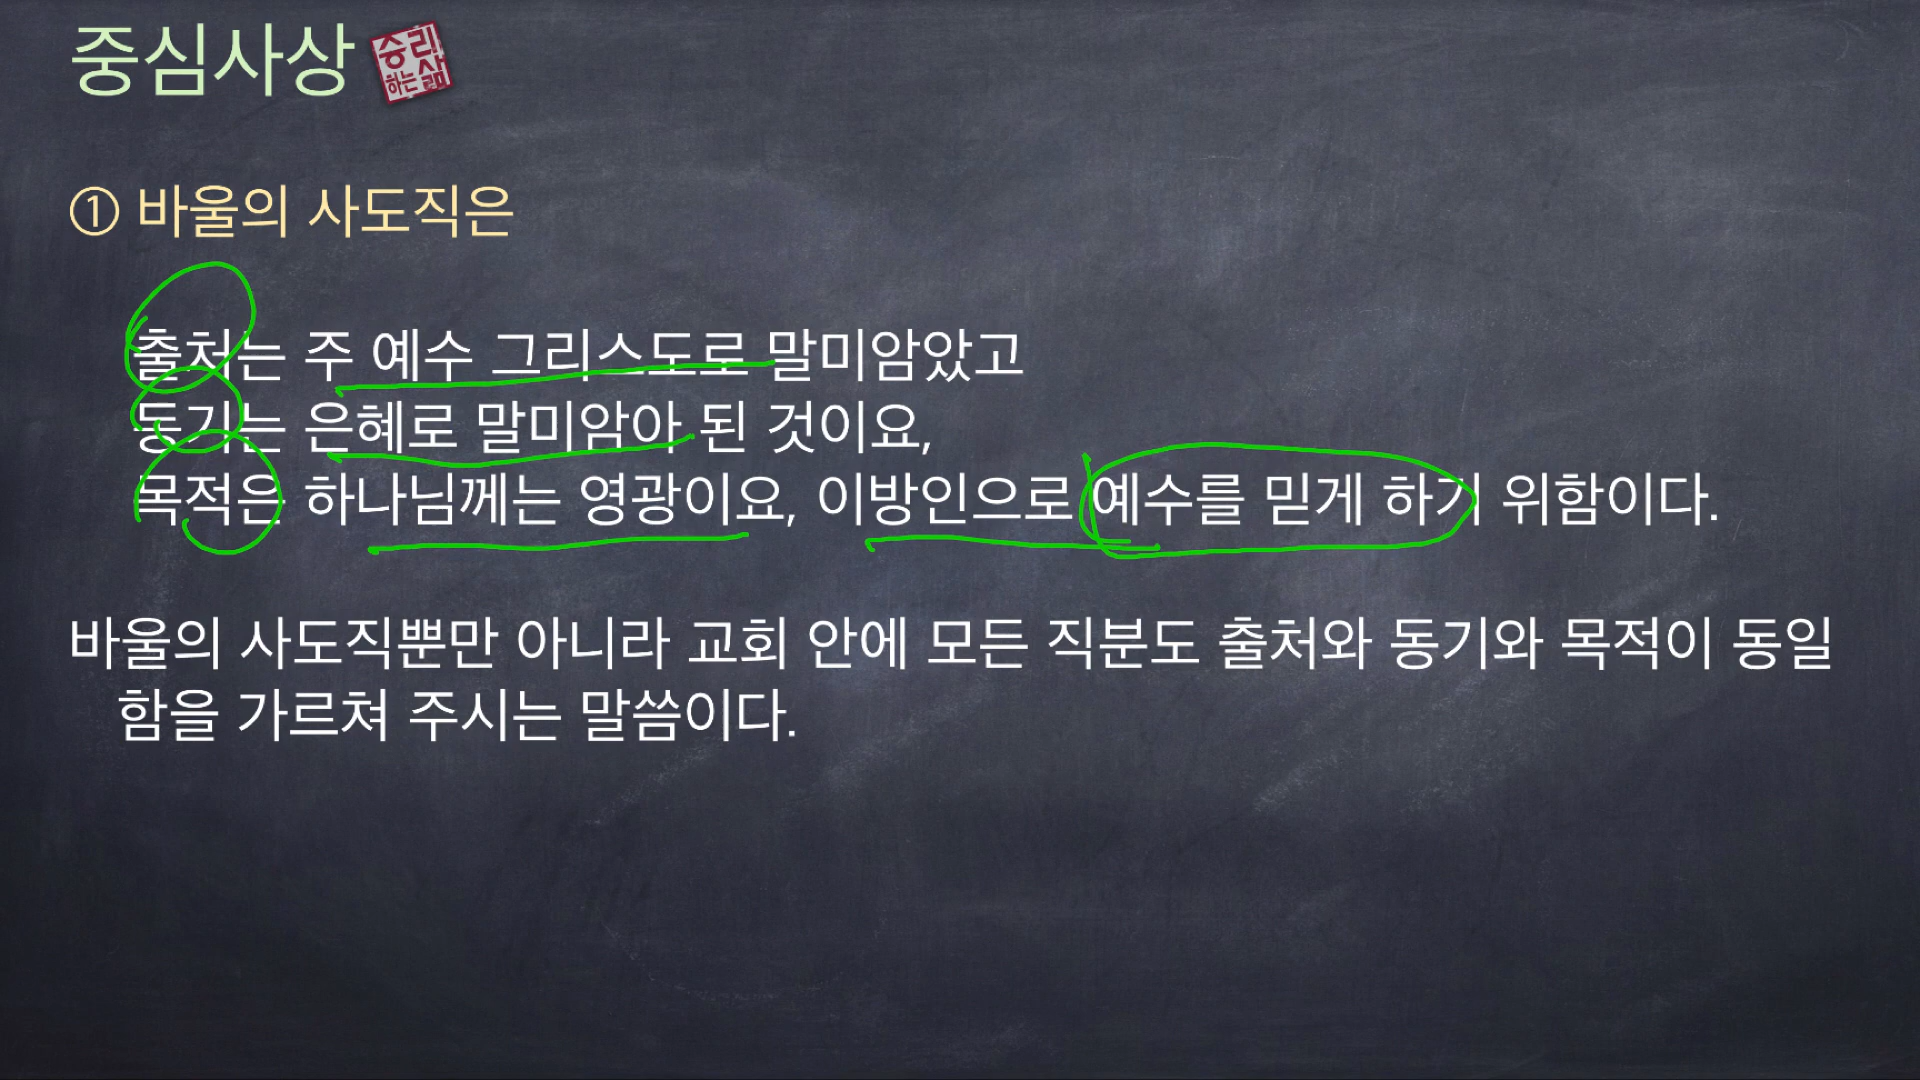 중심사상
승리
하는 삶
① 바울의 사도직은
출처는 주 예수 그리스도로 말미암았고
동기는 은혜로 말미암아 된 것이요,
목적은 하나님께는 영광이요, 이방인으로 예수를 믿게 하기 위함이다.
바울의 사도직뿐만 아니라 교회 안에 모든 직분도 출처와 동기와 목적이 동일
함을 가르쳐 주시는 말씀이다.